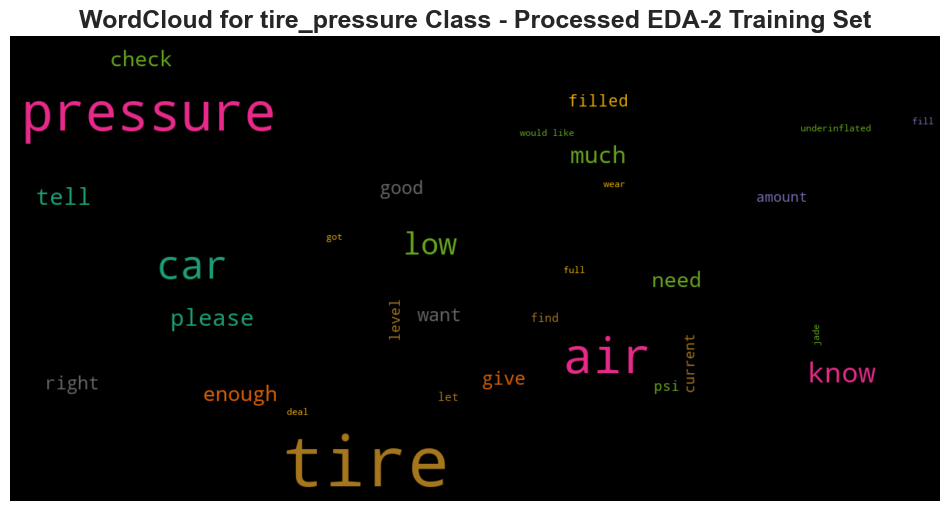 WordCloud for tire_pressure Class - Processed EDA-2 Training Set
check
pressure
filled
would like
underinflated
fill
much
tell
good
wear
amount
got
low
car
full
need
please
level
want
find
jade
air
current
know
right
enough
give
psi
let
deal
tire